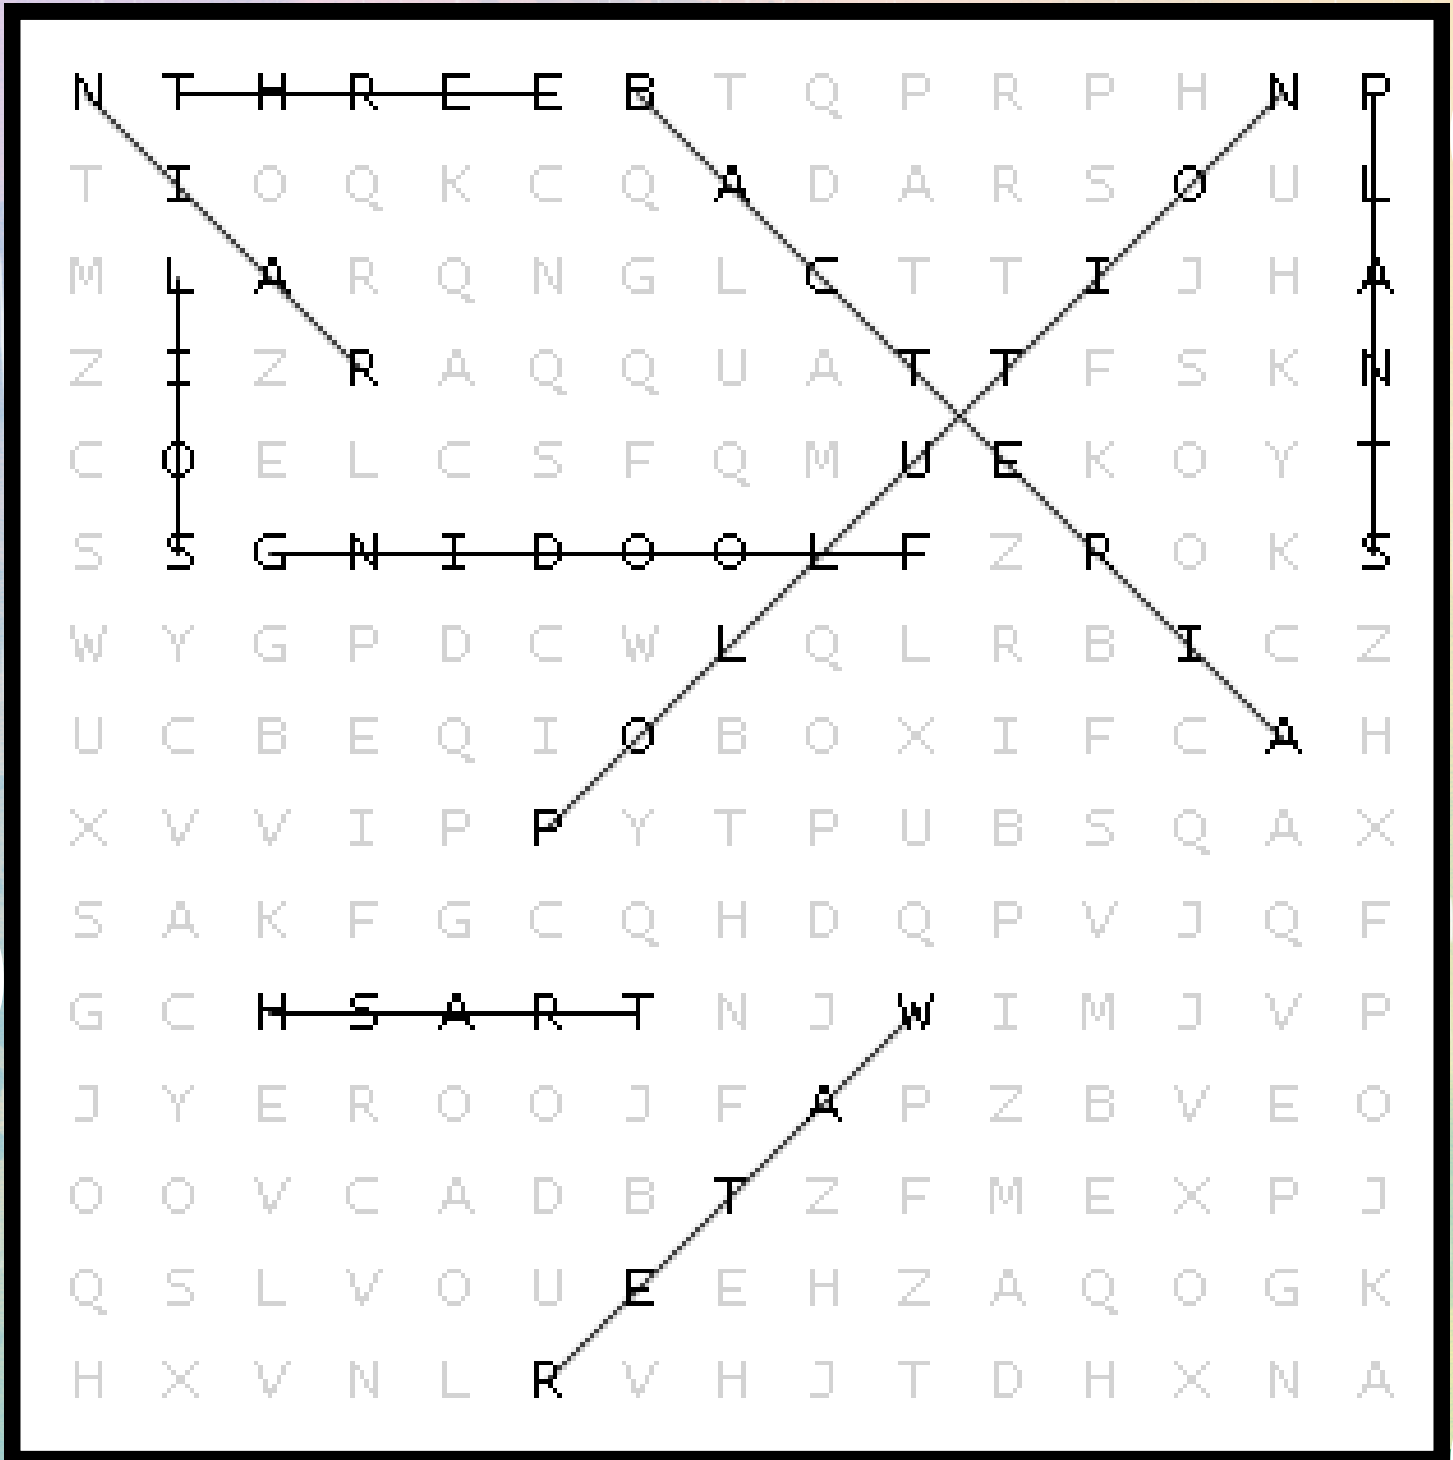 N T H R E E B T Q P R P H N P
T I O Q K C Q A D A R S O U L
M L A R Q N G L C T T I J H A
Z I Z R A Q Q U A T T F S K N
C O E L C S F Q M U E K O Y T
S S G N I D O O L F Z R O K S
W Y G P D C W L Q L R B I C Z
U C B E Q I O B O X I F C A H
X V V I P P Y T P U B S Q A X
S A K F G C Q H D Q P V J Q F
G C H S A R T N J W I M J V P
J Y E R O O J F A P Z B V E O
O O V C A D B T Z F M E X P J
Q S L V O U E E H Z A Q O G K
H X V N L R V H J T D H X N A